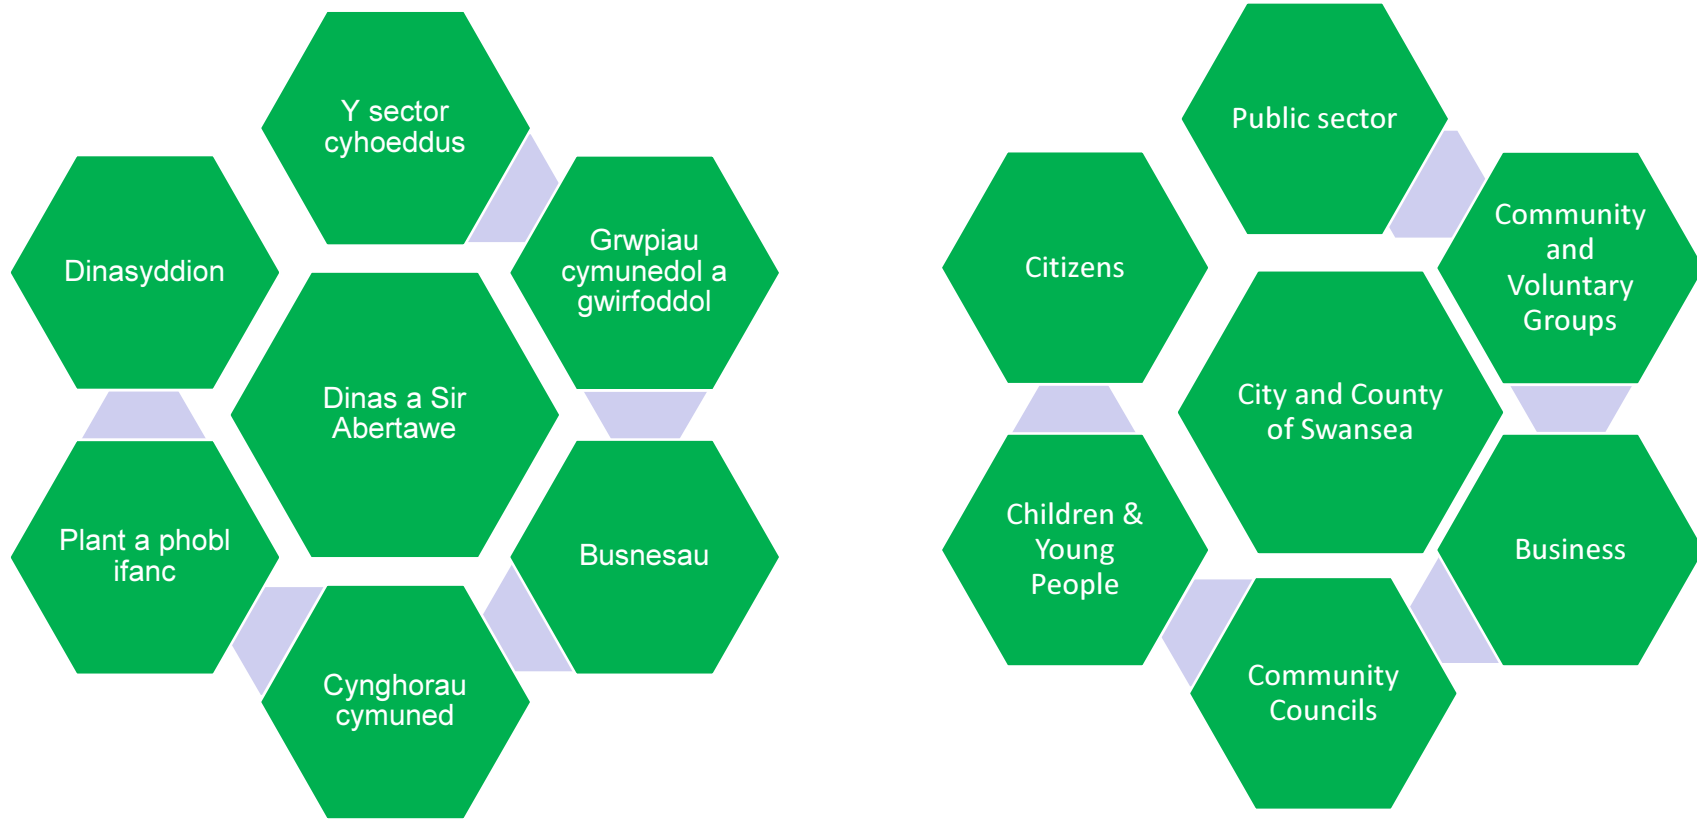 Y sector
cyhoeddus
Grwpiau
cymunedol a
gwirfoddol
Dinasyddion
Dinas a Sir
Abertawe
Plant a phobl
ifanc
Busnesau
Cynghorau
cymuned
Public sector
Community
and
Voluntary
Groups
Citizens
City and County
of Swansea
Children &
Young
People
Business
Community
Councils